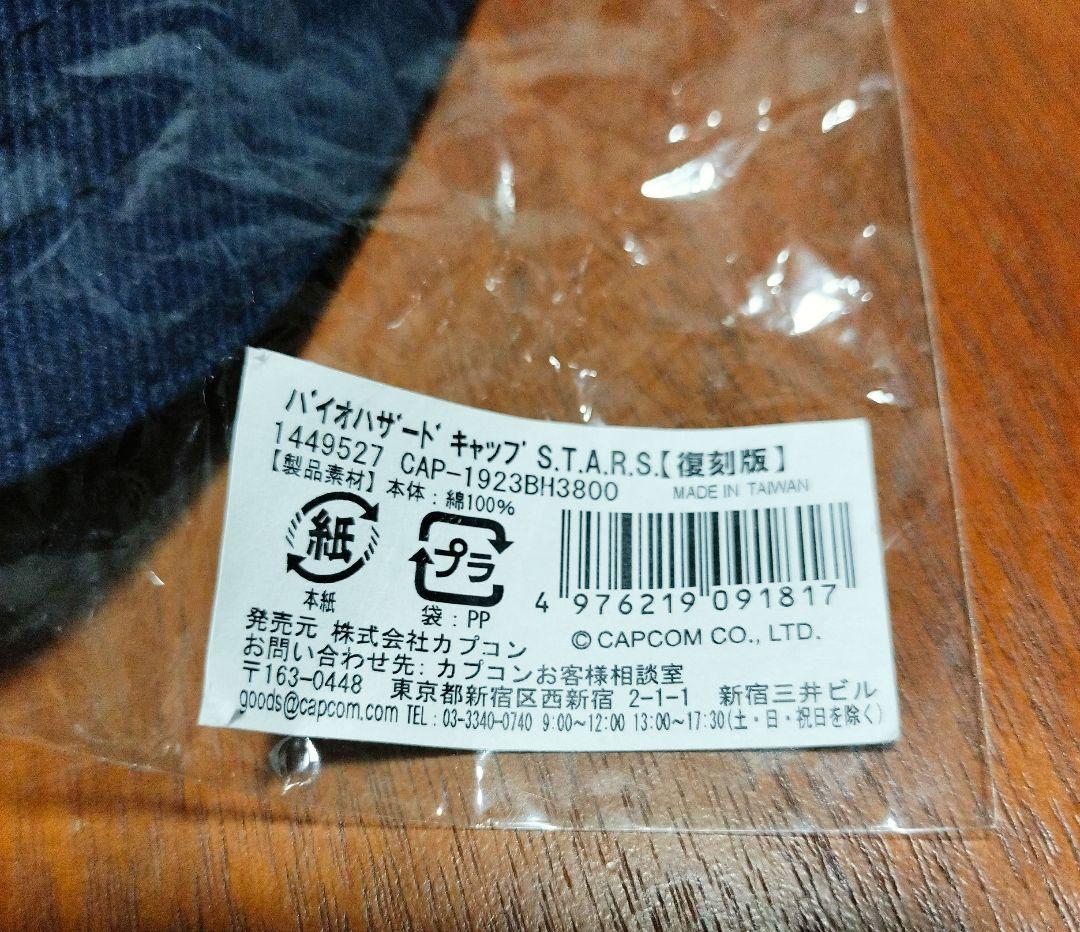 バイオハザード キャップ S.T.A.R.S.【復刻版】
1449527 CAP-1923BH3800 MADE IN TAIWAN
【製品素材】本体：綿100%
紙
本紙
プラ
袋：PP
4 976219 091817
©CAPCOM CO., LTD.
発売元 株式会社カプコン
お問い合わせ先：カプコンお客様相談室
〒163-0448 東京都新宿区西新宿 2-1-1 新宿三井ビル
goods@capcom.com TEL：03-3340-0740 9:00～12:00 13:00～17:30(土・日・祝日を除く)